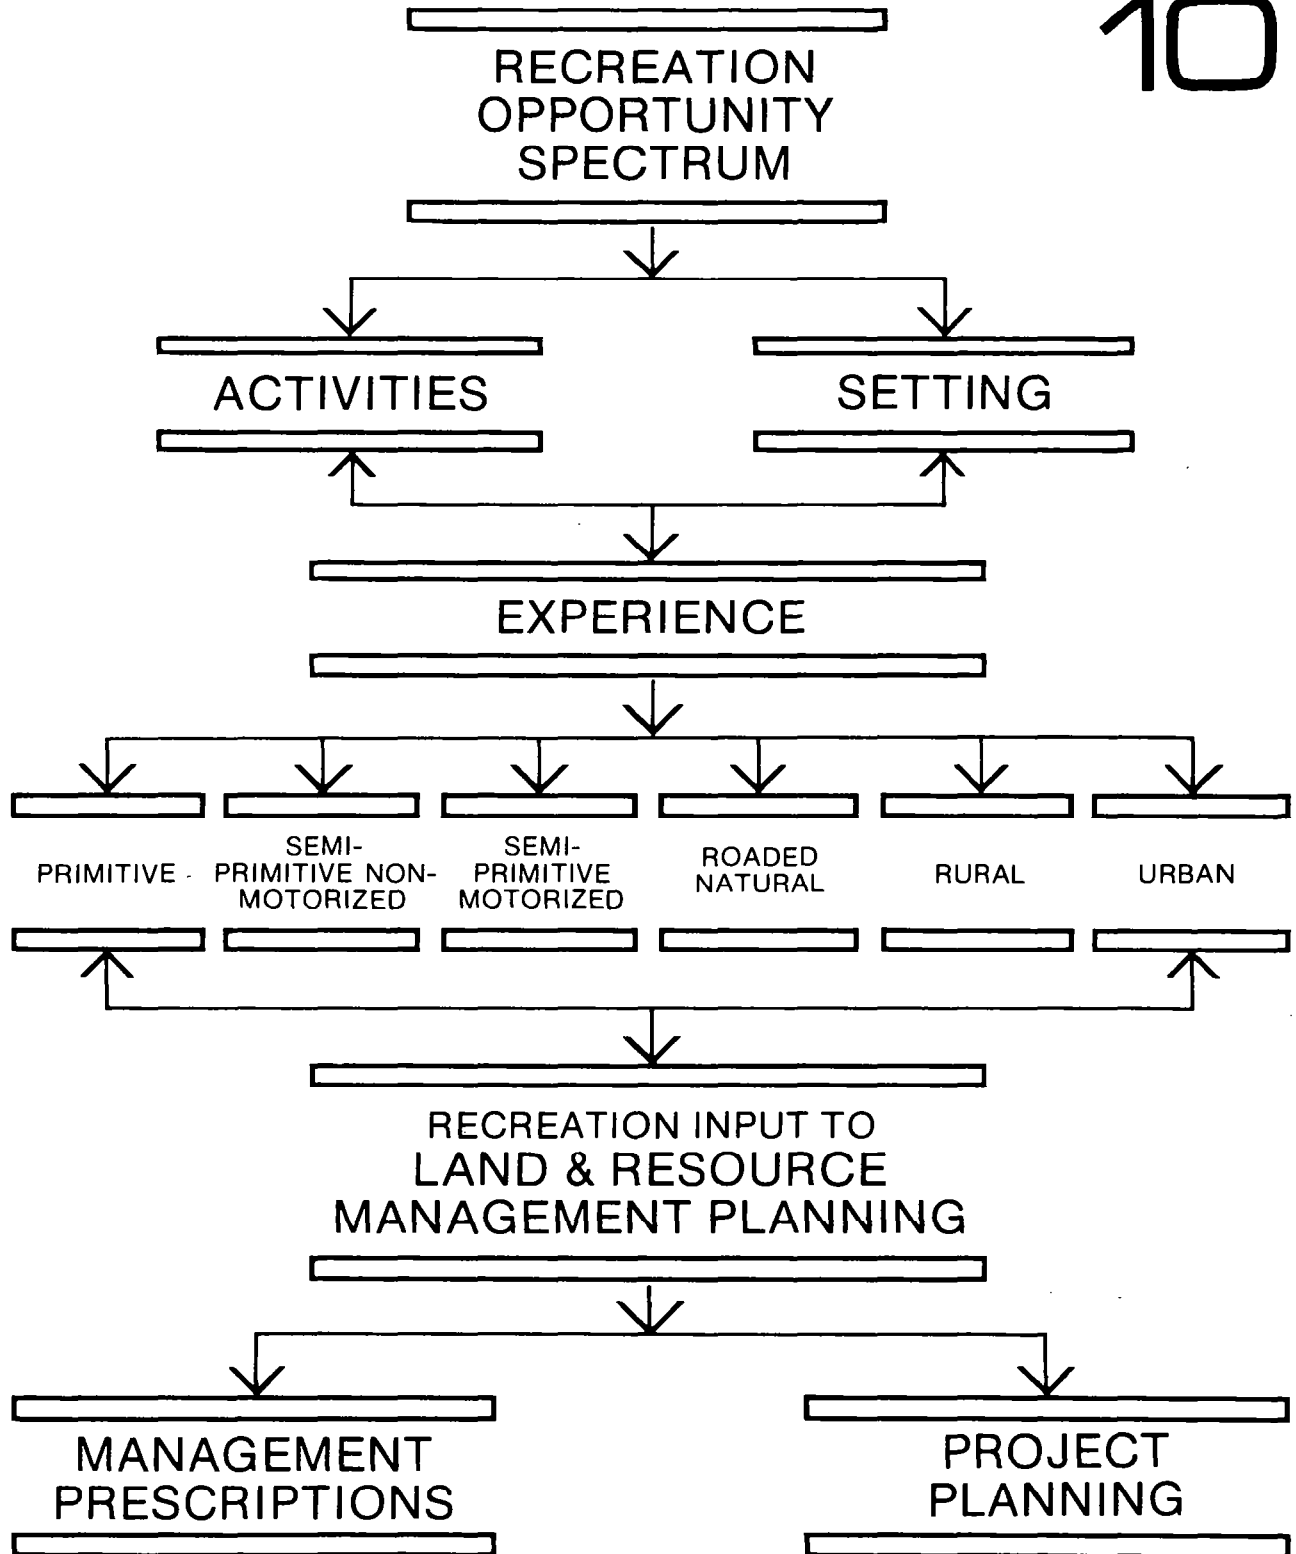 10
RECREATION
OPPORTUNITY
SPECTRUM
ACTIVITIES
SETTING
EXPERIENCE
PRIMITIVE
SEMI-
PRIMITIVE NON-
MOTORIZED
SEMI-
PRIMITIVE
MOTORIZED
ROADED
NATURAL
RURAL
URBAN
RECREATION INPUT TO
LAND & RESOURCE
MANAGEMENT PLANNING
MANAGEMENT
PRESCRIPTIONS
PROJECT
PLANNING